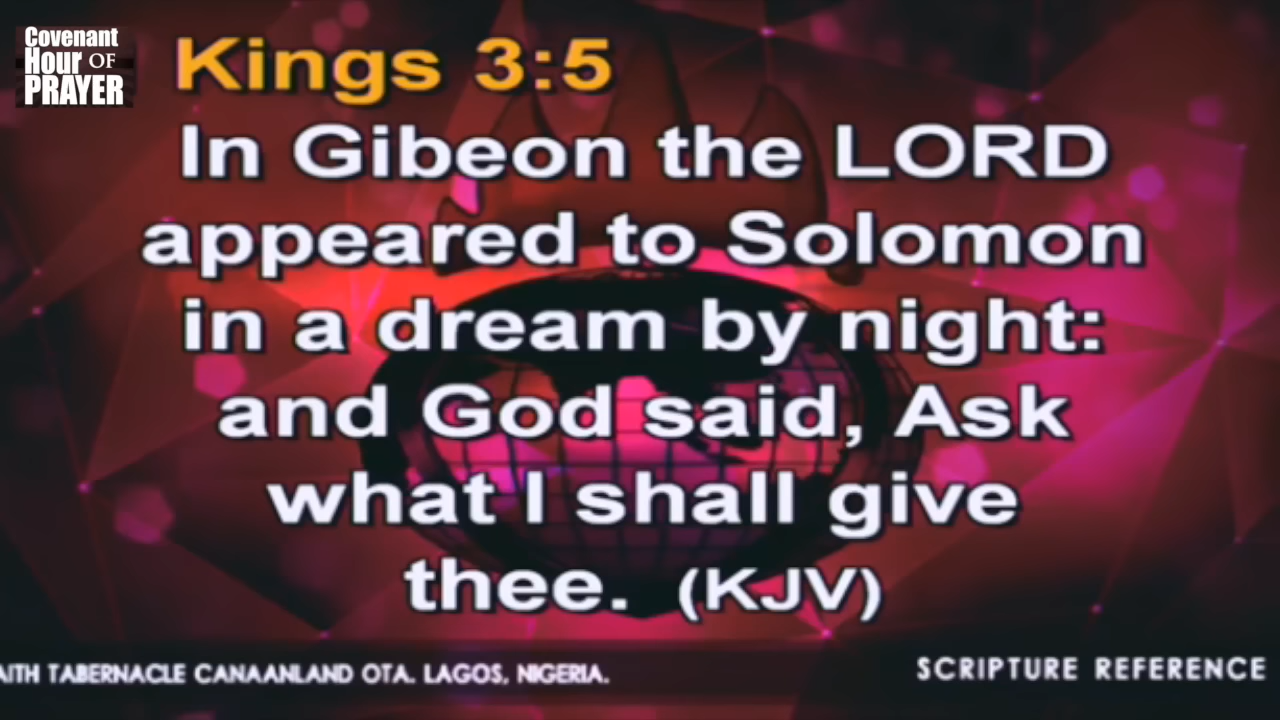 Covenant
Hour OF
PRAYER
Kings 3:5
In Gibeon the LORD
appeared to Solomon
in a dream by night:
and God said, Ask
what I shall give
thee. (KJV)
AITH TABERNACLE CANAANLAND OTA. LAGOS, NIGERIA.
SCRIPTURE REFERENCE